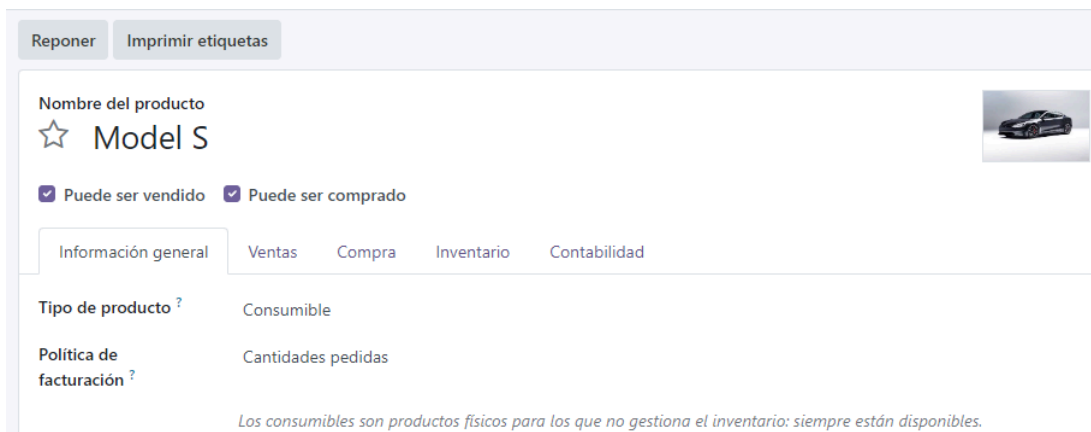 Reponer Imprimir etiquetas
Nombre del producto
Model S
Puede ser vendido Puede ser comprado
Información general Ventas Compra Inventario Contabilidad
Tipo de producto ? Consumible
Política de Cantidades pedidas
facturación ?
Los consumibles son productos físicos para los que no gestiona el inventario: siempre están disponibles.